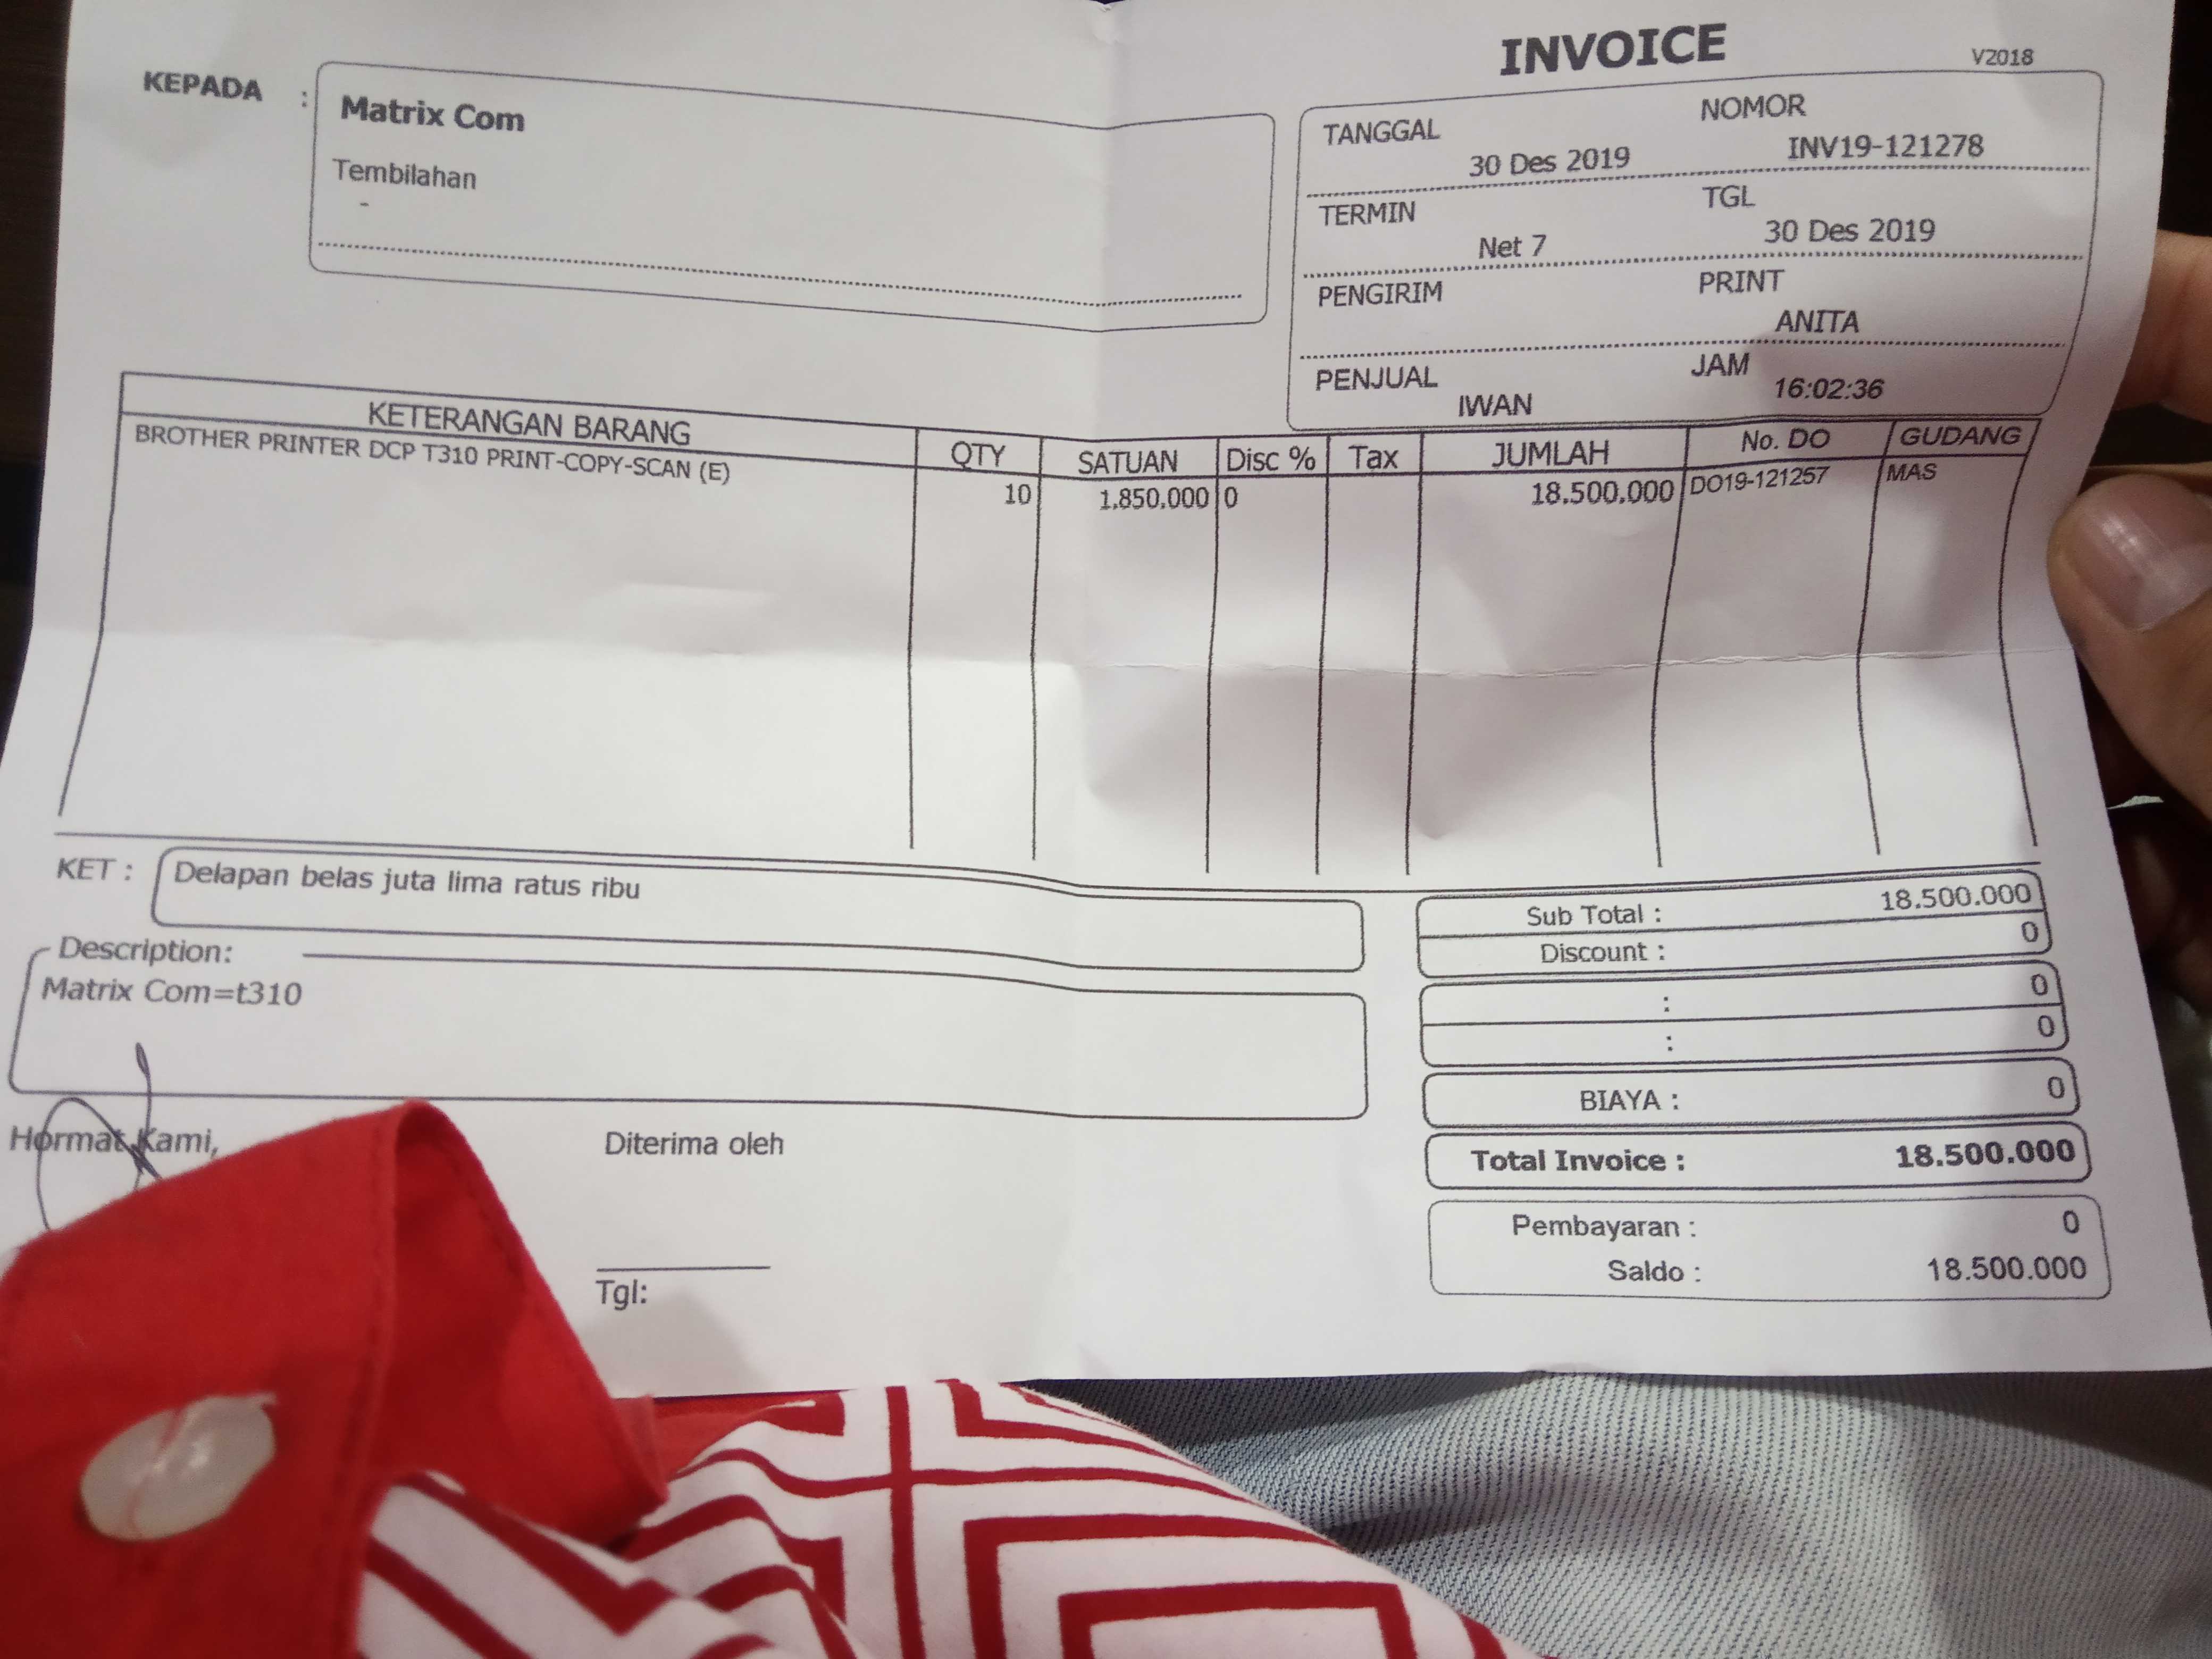 INVOICE
V2018
KEPADA :
Matrix Com
Tembilahan
-
TANGGAL NOMOR
30 Des 2019 INV19-121278
TERMIN TGL
Net 7 30 Des 2019
PENGIRIM PRINT
ANITA
PENJUAL JAM
IWAN 16:02:36
KETERANGAN BARANG QTY SATUAN Disc % Tax JUMLAH No. DO GUDANG
BROTHER PRINTER DCP T310 PRINT-COPY-SCAN (E) 10 1.850.000 0 18.500.000 DO19-121257 MAS
KET : Delapan belas juta lima ratus ribu
Description:
Matrix Com=t310
Sub Total : 18.500.000
Discount : 0
: 0
: 0
BIAYA : 0
Total Invoice : 18.500.000
Pembayaran : 0
Saldo : 18.500.000
Hormat Kami,
Diterima oleh
Tgl: